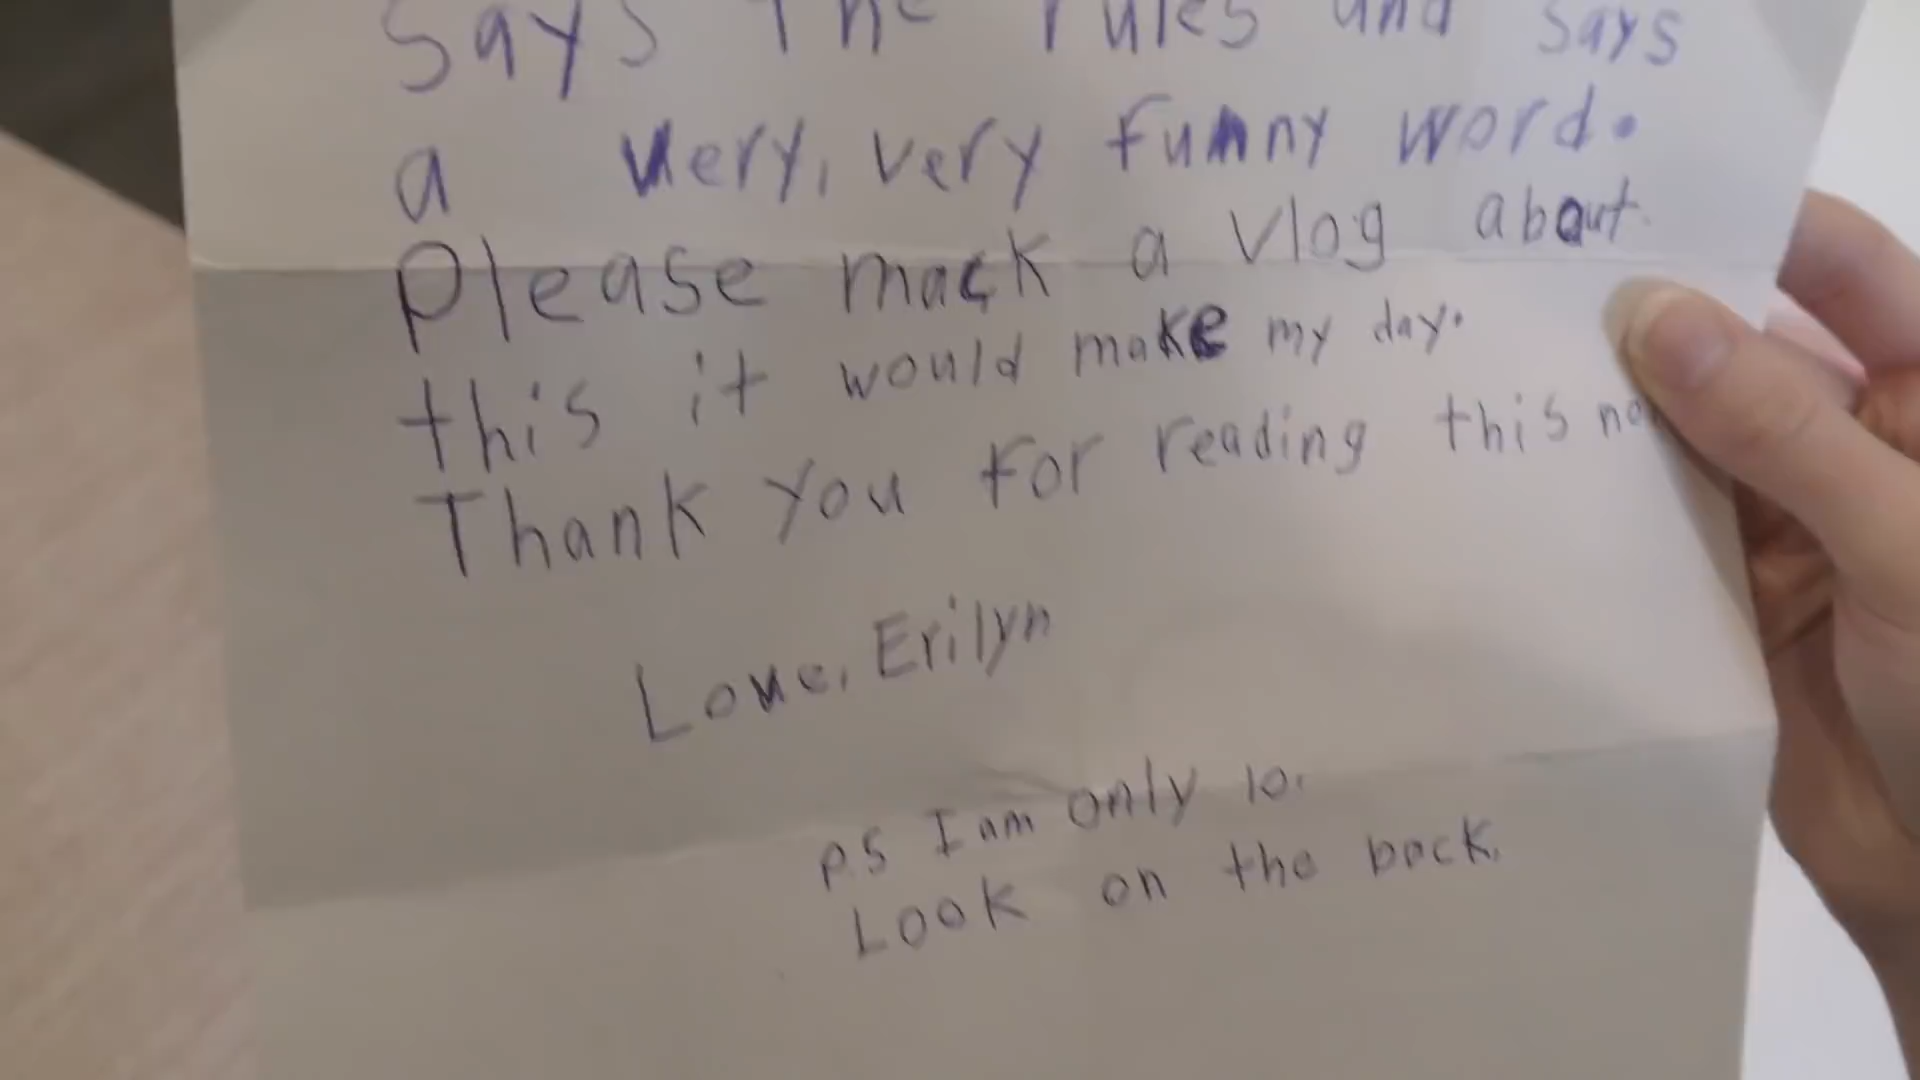 says the rules and says
a very, very funny word.
Please mack a vlog about
this it would make my day.
Thank you for reading this
Love, Erilyn
P.S I am only 10.
Look on the back.